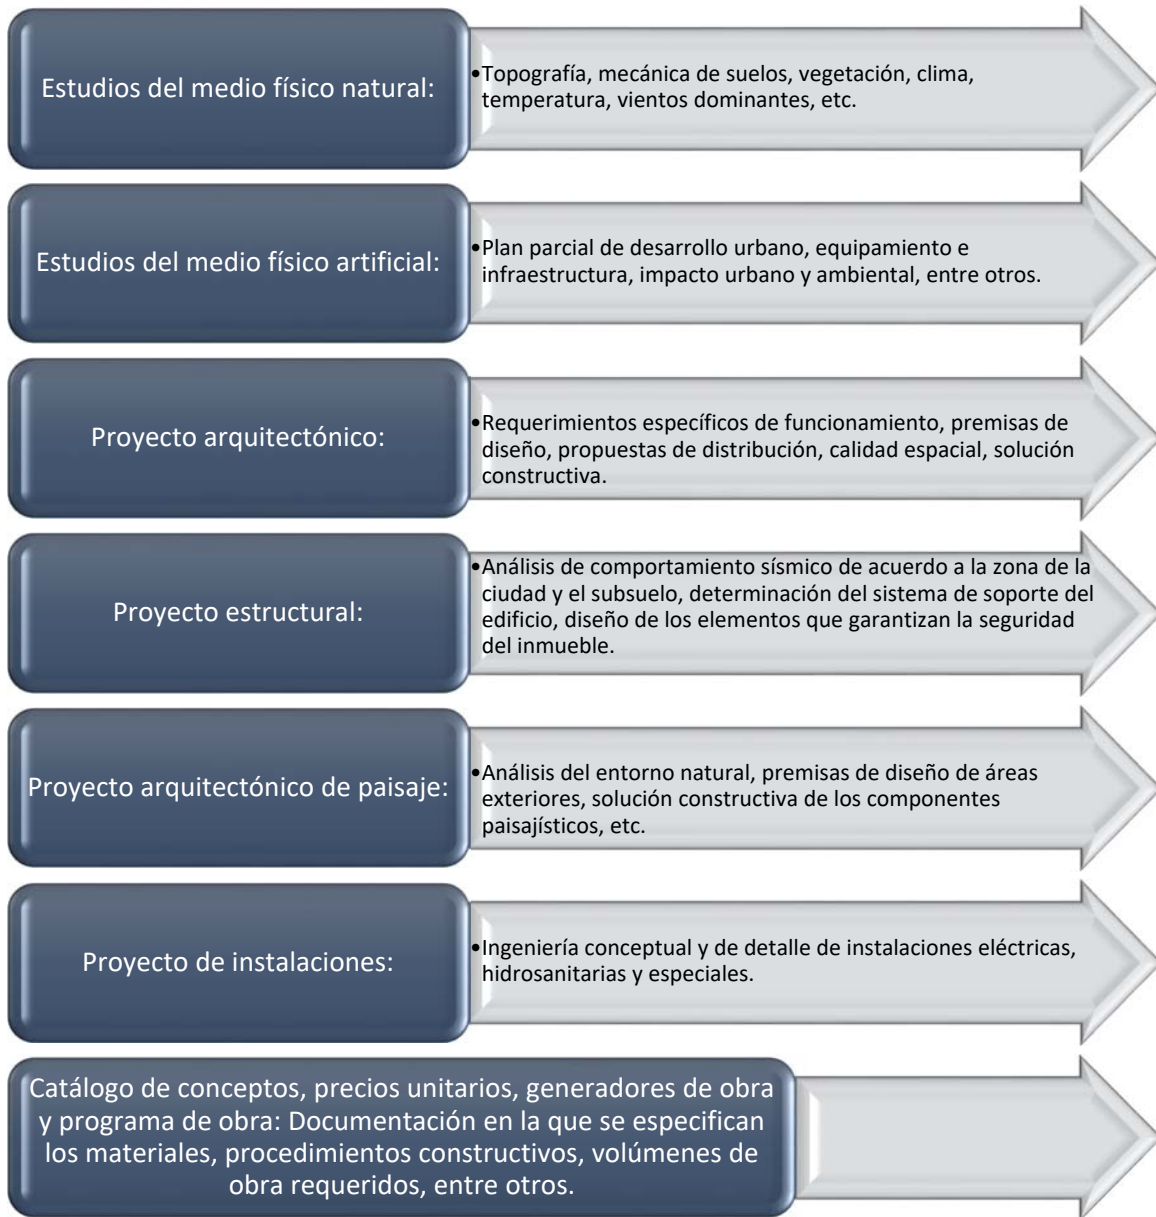 Estudios del medio físico natural:
•Topografía, mecánica de suelos, vegetación, clima,
temperatura, vientos dominantes, etc.
Estudios del medio físico artificial:
•Plan parcial de desarrollo urbano, equipamiento e
infraestructura, impacto urbano y ambiental, entre otros.
Proyecto arquitectónico:
•Requerimientos específicos de funcionamiento, premisas de
diseño, propuestas de distribución, calidad espacial, solución
constructiva.
Proyecto estructural:
•Análisis de comportamiento sísmico de acuerdo a la zona de la
ciudad y el subsuelo, determinación del sistema de soporte del
edificio, diseño de los elementos que garantizan la seguridad
del inmueble.
Proyecto arquitectónico de paisaje:
•Análisis del entorno natural, premisas de diseño de áreas
exteriores, solución constructiva de los componentes
paisajísticos, etc.
Proyecto de instalaciones:
•Ingeniería conceptual y de detalle de instalaciones eléctricas,
hidrosanitarias y especiales.
Catálogo de conceptos, precios unitarios, generadores de obra
y programa de obra: Documentación en la que se especifican
los materiales, procedimientos constructivos, volúmenes de
obra requeridos, entre otros.